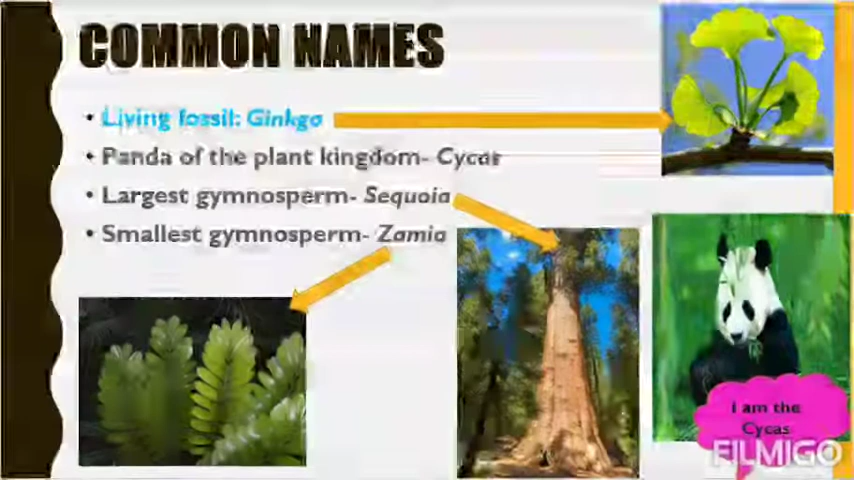 COMMON NAMES
• Living fossil: Ginkgo
• Panda of the plant kingdom- Cycas
• Largest gymnosperm- Sequoia
• Smallest gymnosperm- Zamia
I am the
Cycas
FILMIGO